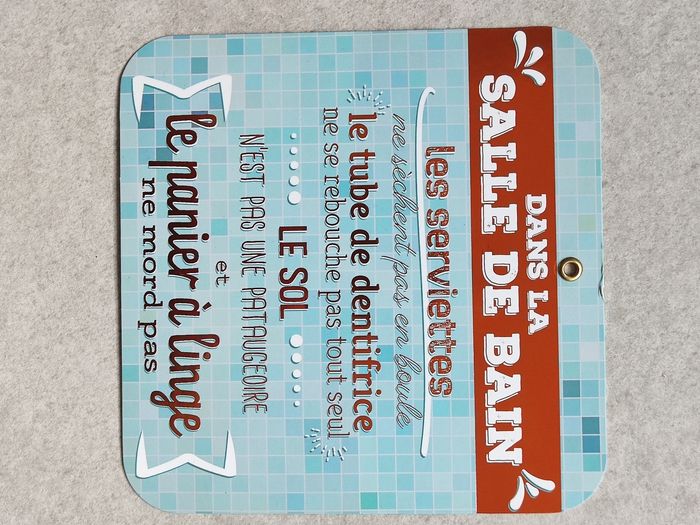 DANS LA
SALLE DE BAIN
les serviettes
ne sèchent pas en boule
le tube de dentifrice
ne se rebouche pas tout seul
LE SOL
N'EST PAS UNE PATAUGEOIRE
et
le panier à linge
ne mord pas